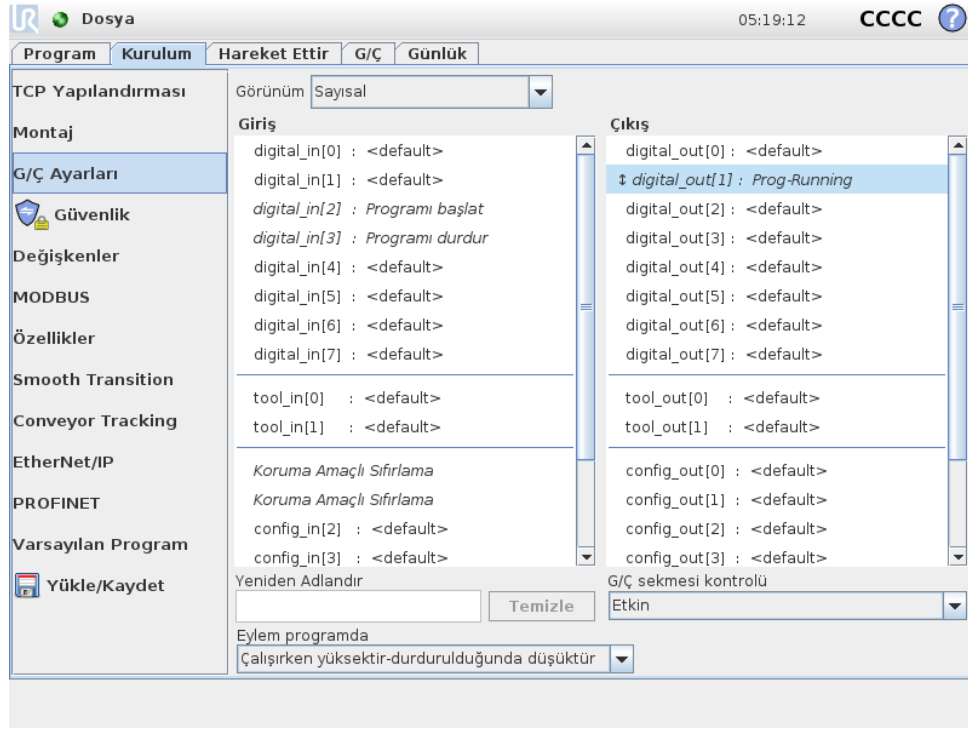 UR Dosya 05:19:12 CCCC ?
Program Kurulum Hareket Ettir G/Ç Günlük
TCP Yapılandırması
Montaj
G/Ç Ayarları
Güvenlik
Değişkenler
MODBUS
Özellikler
Smooth Transition
Conveyor Tracking
EtherNet/IP
PROFINET
Varsayılan Program
Yükle/Kaydet
Görünüm Sayısal
Giriş
digital_in[0] : <default>
digital_in[1] : <default>
digital_in[2] : Programı başlat
digital_in[3] : Programı durdur
digital_in[4] : <default>
digital_in[5] : <default>
digital_in[6] : <default>
digital_in[7] : <default>
tool_in[0] : <default>
tool_in[1] : <default>
Koruma Amaçlı Sıfırlama
Koruma Amaçlı Sıfırlama
config_in[2] : <default>
config_in[3] : <default>
Çıkış
digital_out[0] : <default>
↕ digital_out[1] : Prog-Running
digital_out[2] : <default>
digital_out[3] : <default>
digital_out[4] : <default>
digital_out[5] : <default>
digital_out[6] : <default>
digital_out[7] : <default>
tool_out[0] : <default>
tool_out[1] : <default>
config_out[0] : <default>
config_out[1] : <default>
config_out[2] : <default>
config_out[3] : <default>
Yeniden Adlandır
Temizle
G/Ç sekmesi kontrolü
Etkin
Eylem programda
Çalışırken yüksektir-durdurulduğunda düşüktür